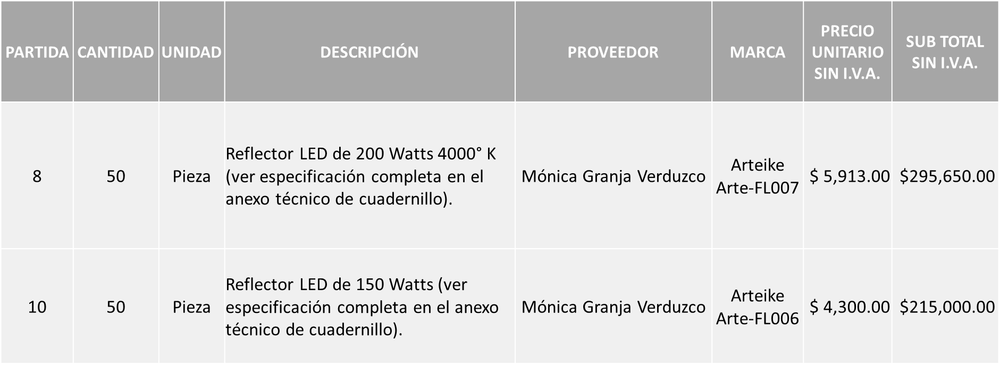 PARTIDA CANTIDAD UNIDAD DESCRIPCIÓN PROVEEDOR MARCA PRECIO UNITARIO SIN I.V.A. SUB TOTAL SIN I.V.A.
8 50 Pieza Reflector LED de 200 Watts 4000° K
(ver especificación completa en el
anexo técnico de cuadernillo).
Mónica Granja Verduzco
Arteike
Arte-FL007
$ 5,913.00 $295,650.00
10 50 Pieza Reflector LED de 150 Watts (ver
especificación completa en el anexo
técnico de cuadernillo).
Mónica Granja Verduzco
Arteike
Arte-FL006
$ 4,300.00 $215,000.00